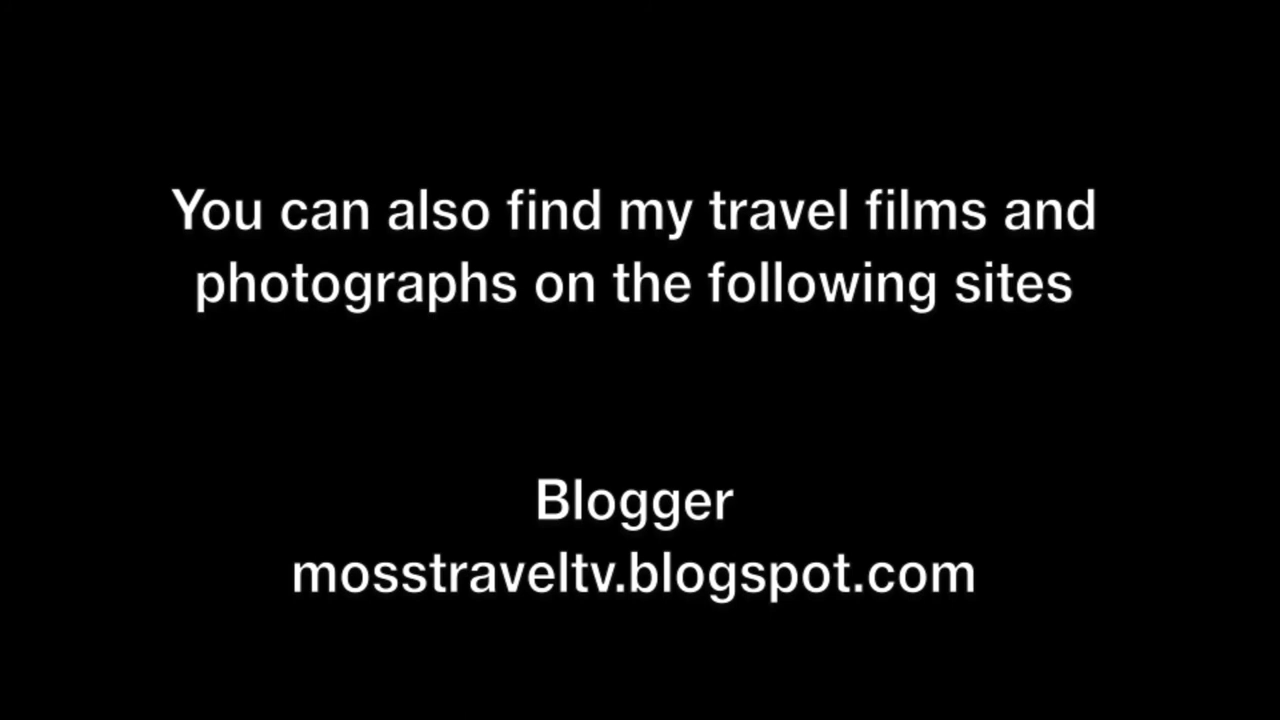 You can also find my travel films and
photographs on the following sites
Blogger
mosstraveltv.blogspot.com